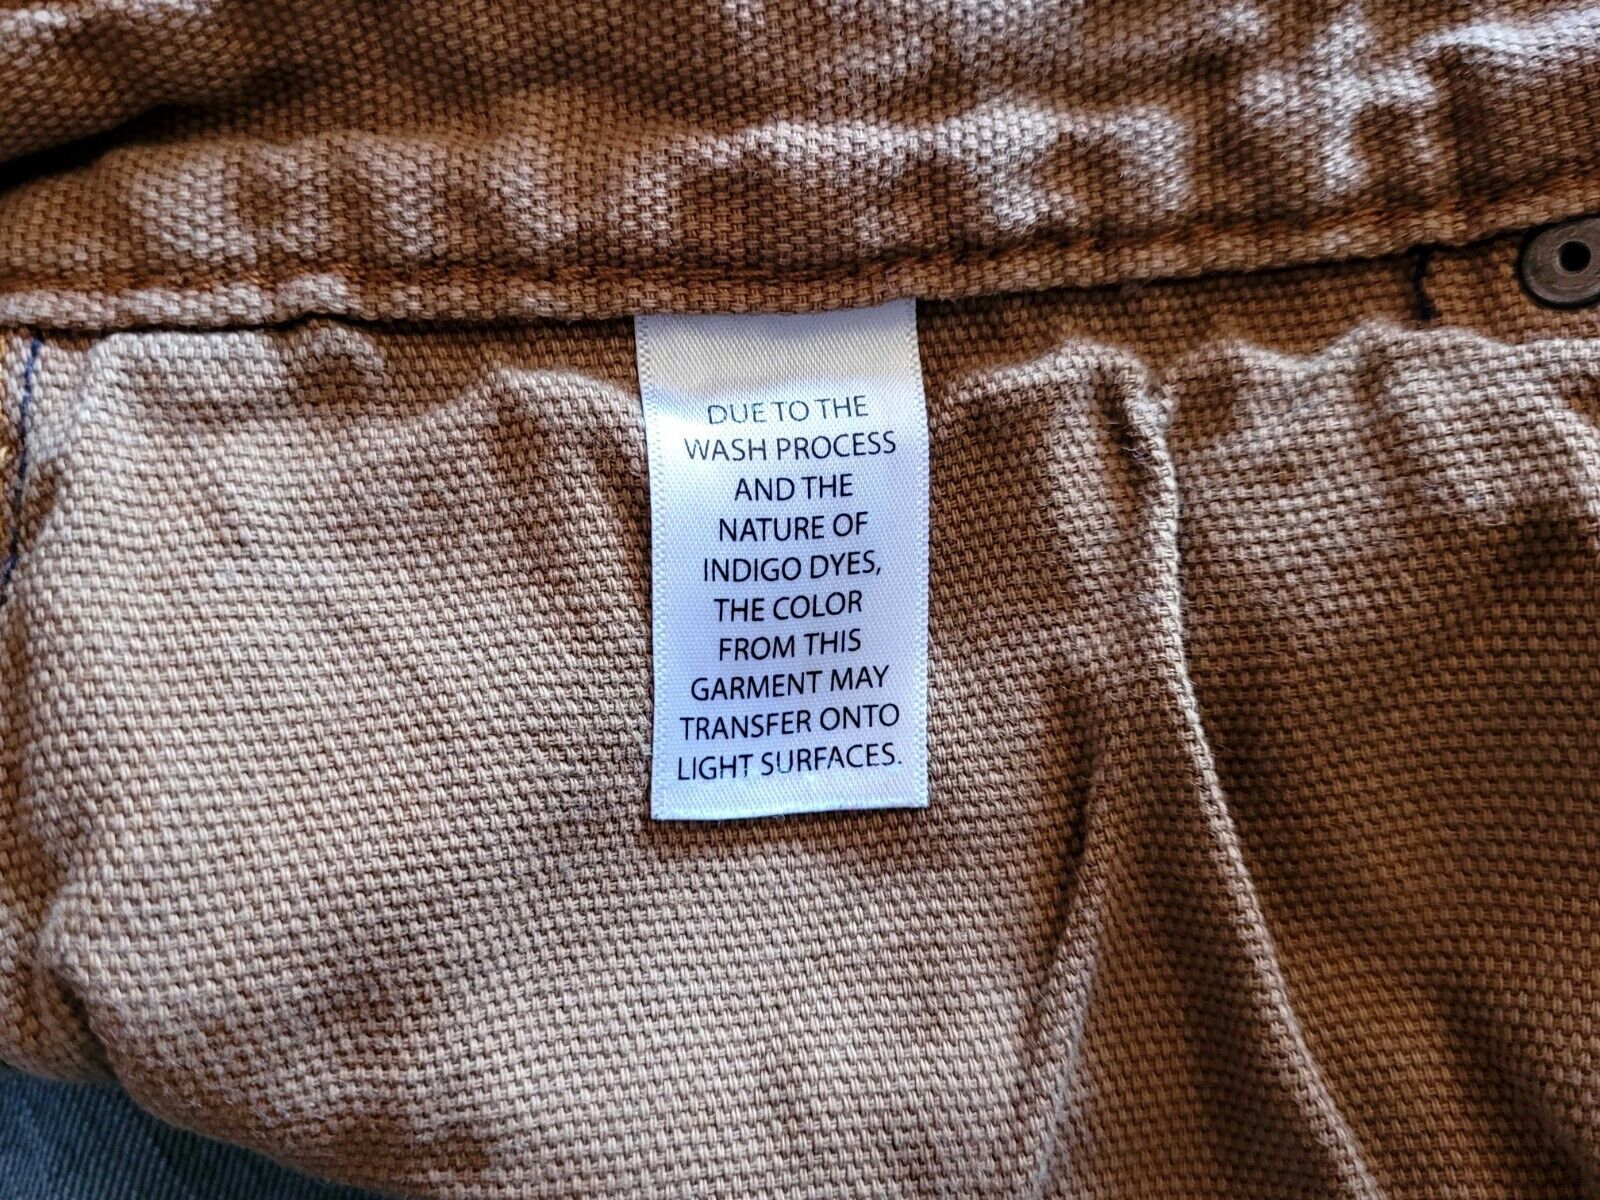 DUE TO THE
WASH PROCESS
AND THE
NATURE OF
INDIGO DYES,
THE COLOR
FROM THIS
GARMENT MAY
TRANSFER ONTO
LIGHT SURFACES.